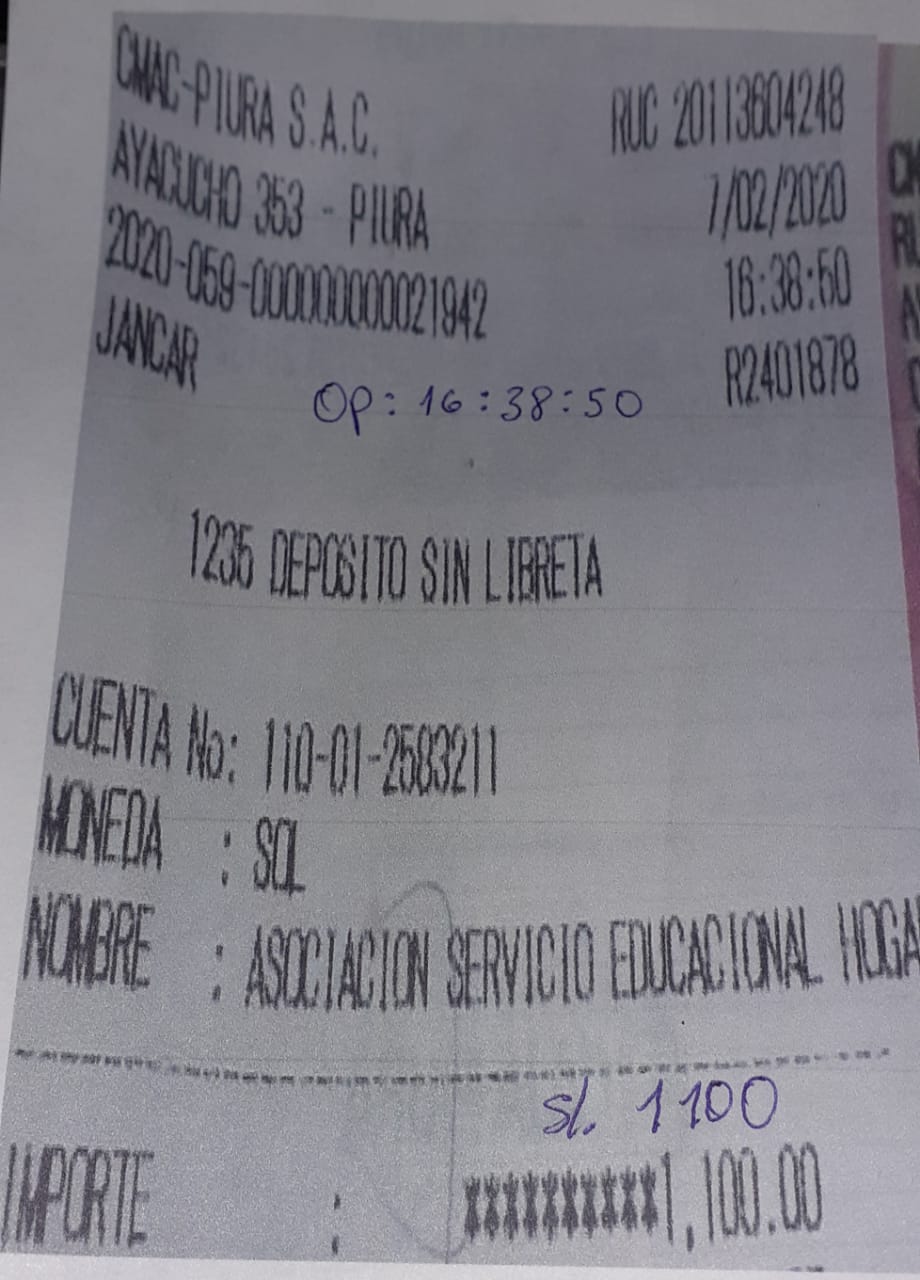 CMAC-PIURA S.A.C. RUC 20113604248
AYACUCHO 353 - PIURA 7/02/2020
2020-059-000000000021942 16:38:50
JANCAR R2401878
Op: 16:38:50
1235 DEPOSITO SIN LIBRETA
CUENTA No: 110-01-2583211
MONEDA : SOL
NOMBRE : ASOCIACION SERVICIO EDUCACIONAL HOGA
s/. 1100
IMPORTE : **********1,100.00